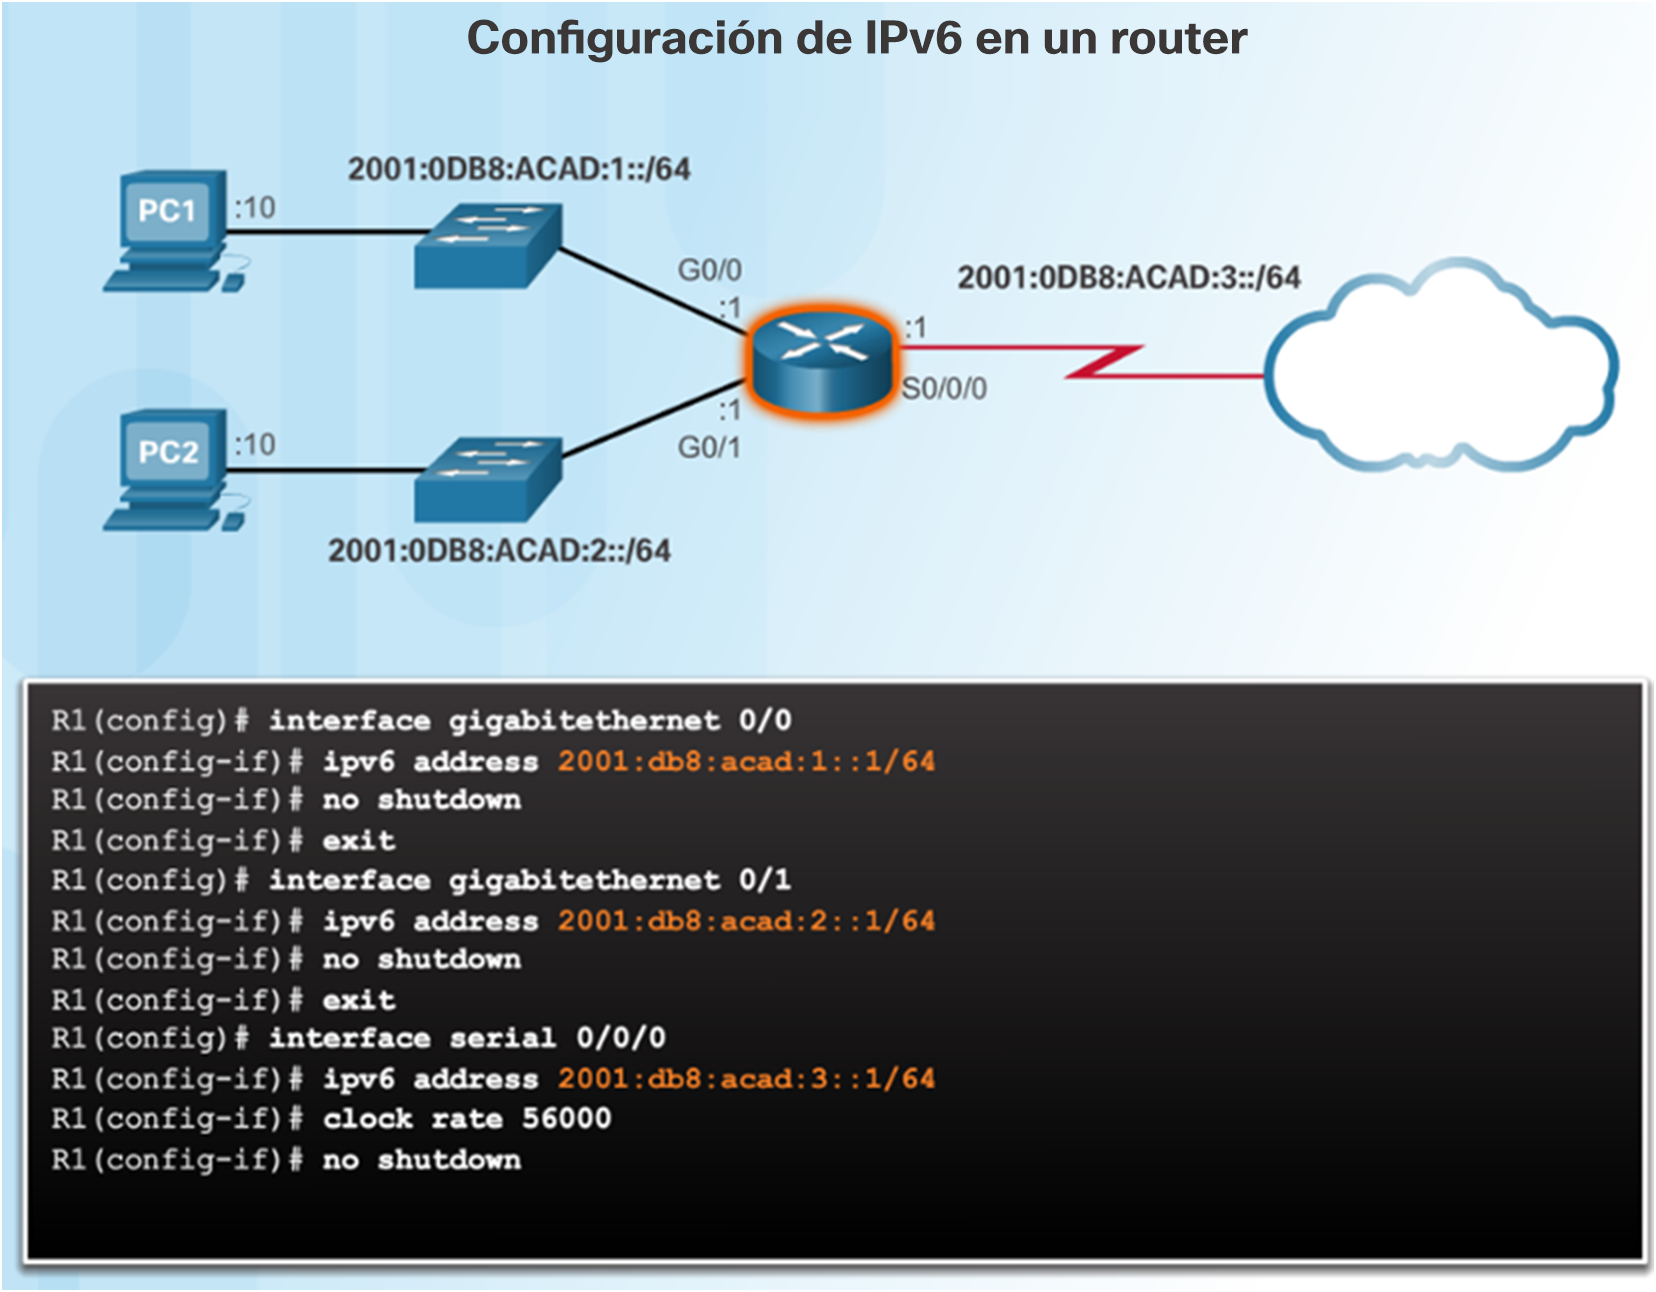 Configuración de IPv6 en un router
2001:0DB8:ACAD:1::/64
PC1
:10
G0/0
:1
2001:0DB8:ACAD:3::/64
:1
S0/0/0
:1
G0/1
PC2
:10
2001:0DB8:ACAD:2::/64
R1(config)# interface gigabitethernet 0/0
R1(config-if)# ipv6 address 2001:db8:acad:1::1/64
R1(config-if)# no shutdown
R1(config-if)# exit
R1(config)# interface gigabitethernet 0/1
R1(config-if)# ipv6 address 2001:db8:acad:2::1/64
R1(config-if)# no shutdown
R1(config-if)# exit
R1(config)# interface serial 0/0/0
R1(config-if)# ipv6 address 2001:db8:acad:3::1/64
R1(config-if)# clock rate 56000
R1(config-if)# no shutdown